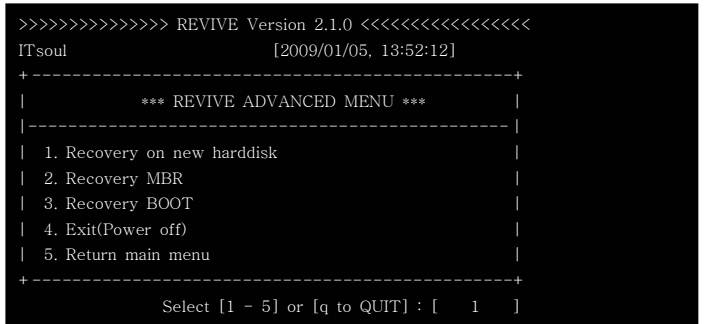 >>>>>>>>>>>>>>> REVIVE Version 2.1.0 <<<<<<<<<<<<<<<<<
ITsoul [2009/01/05, 13:52:12]
+------------------------------------------------+
| *** REVIVE ADVANCED MENU *** |
|------------------------------------------------|
| 1. Recovery on new harddisk |
| 2. Recovery MBR |
| 3. Recovery BOOT |
| 4. Exit(Power off) |
| 5. Return main menu |
+------------------------------------------------+
Select [1 - 5] or [q to QUIT] : [ 1 ]